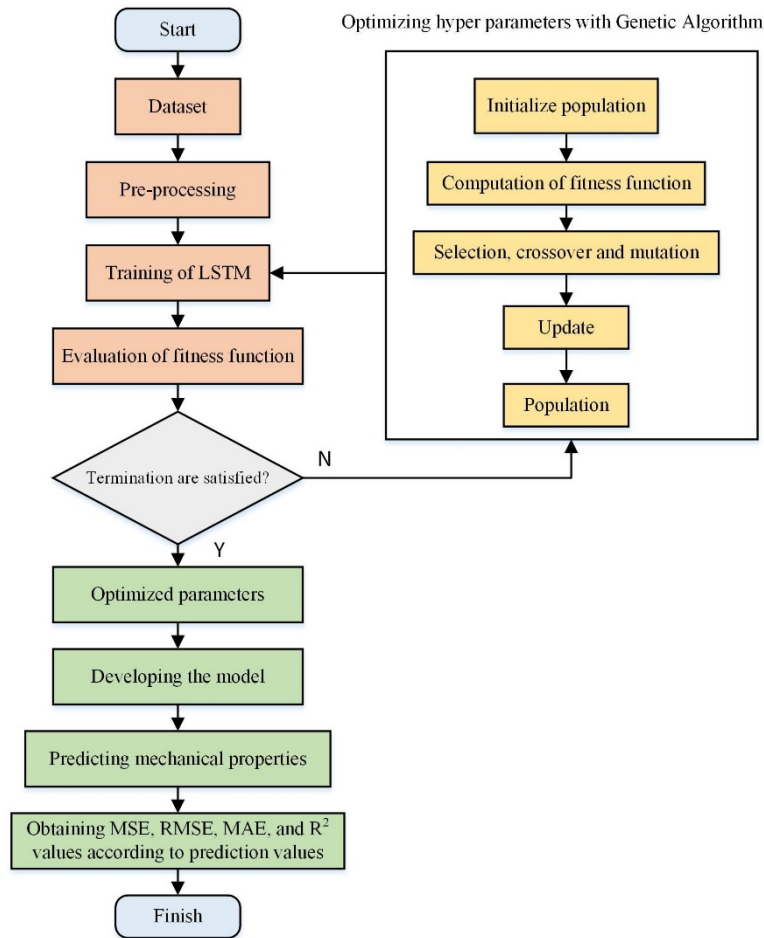 Start
Optimizing hyper parameters with Genetic Algorithm
Dataset
Pre-processing
Training of LSTM
Evaluation of fitness function
Termination are satisfied?
N
Y
Initialize population
Computation of fitness function
Selection, crossover and mutation
Update
Population
Optimized parameters
Developing the model
Predicting mechanical properties
Obtaining MSE, RMSE, MAE, and R²
values according to prediction values
Finish